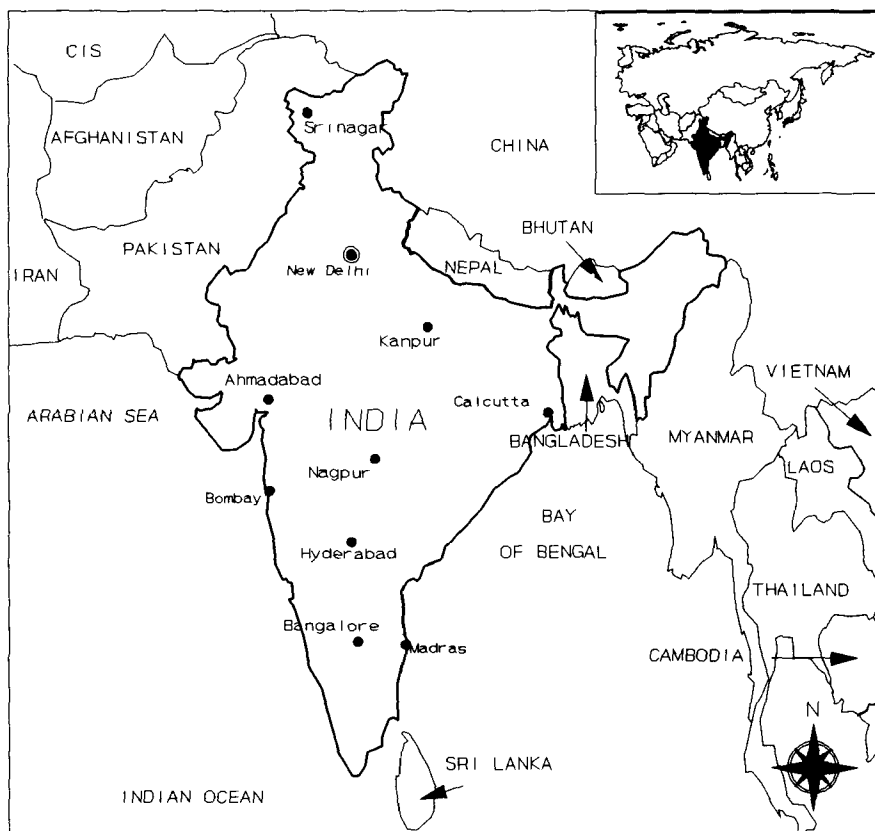 CIS
Srinagar
AFGHANISTAN
CHINA
BHUTAN
PAKISTAN
NEPAL
IRAN
New Delhi
Kanpur
VIETNAM
Ahmadabad
ARABIAN SEA
INDIA
Calcutta
BANGLADESH
MYANMAR
LAOS
Nagpur
Bombay
BAY
OF BENGAL
Hyderabad
THAILAND
Bangalore
Madras
CAMBODIA
N
SRI LANKA
INDIAN OCEAN